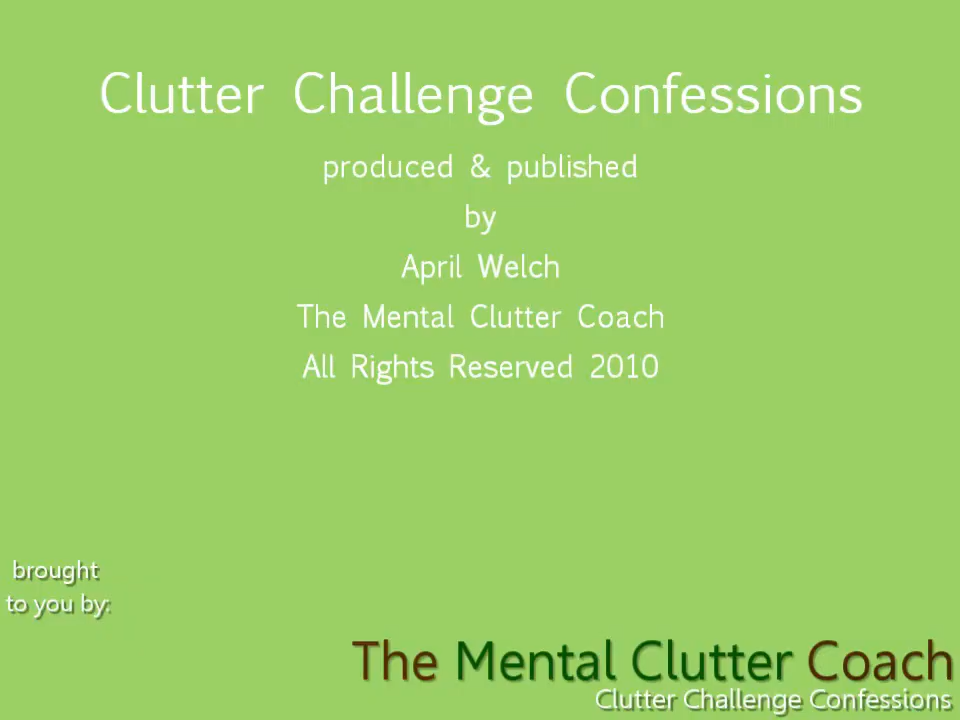 Clutter Challenge Confessions
produced & published
by
April Welch
The Mental Clutter Coach
All Rights Reserved 2010
brought
to you by:
The Mental Clutter Coach
Clutter Challenge Confessions